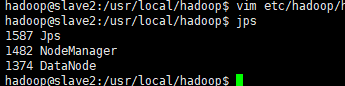 hadoop@slave2:/usr/local/hadoop$ vim etc/hadoop/h
hadoop@slave2:/usr/local/hadoop$ jps
1587 Jps
1482 NodeManager
1374 DataNode
hadoop@slave2:/usr/local/hadoop$